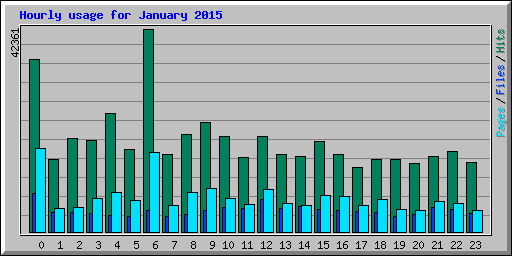 Hourly usage for January 2015
42361
Pages / Files / Hits
0 1 2 3 4 5 6 7 8 9 10 11 12 13 14 15 16 17 18 19 20 21 22 23